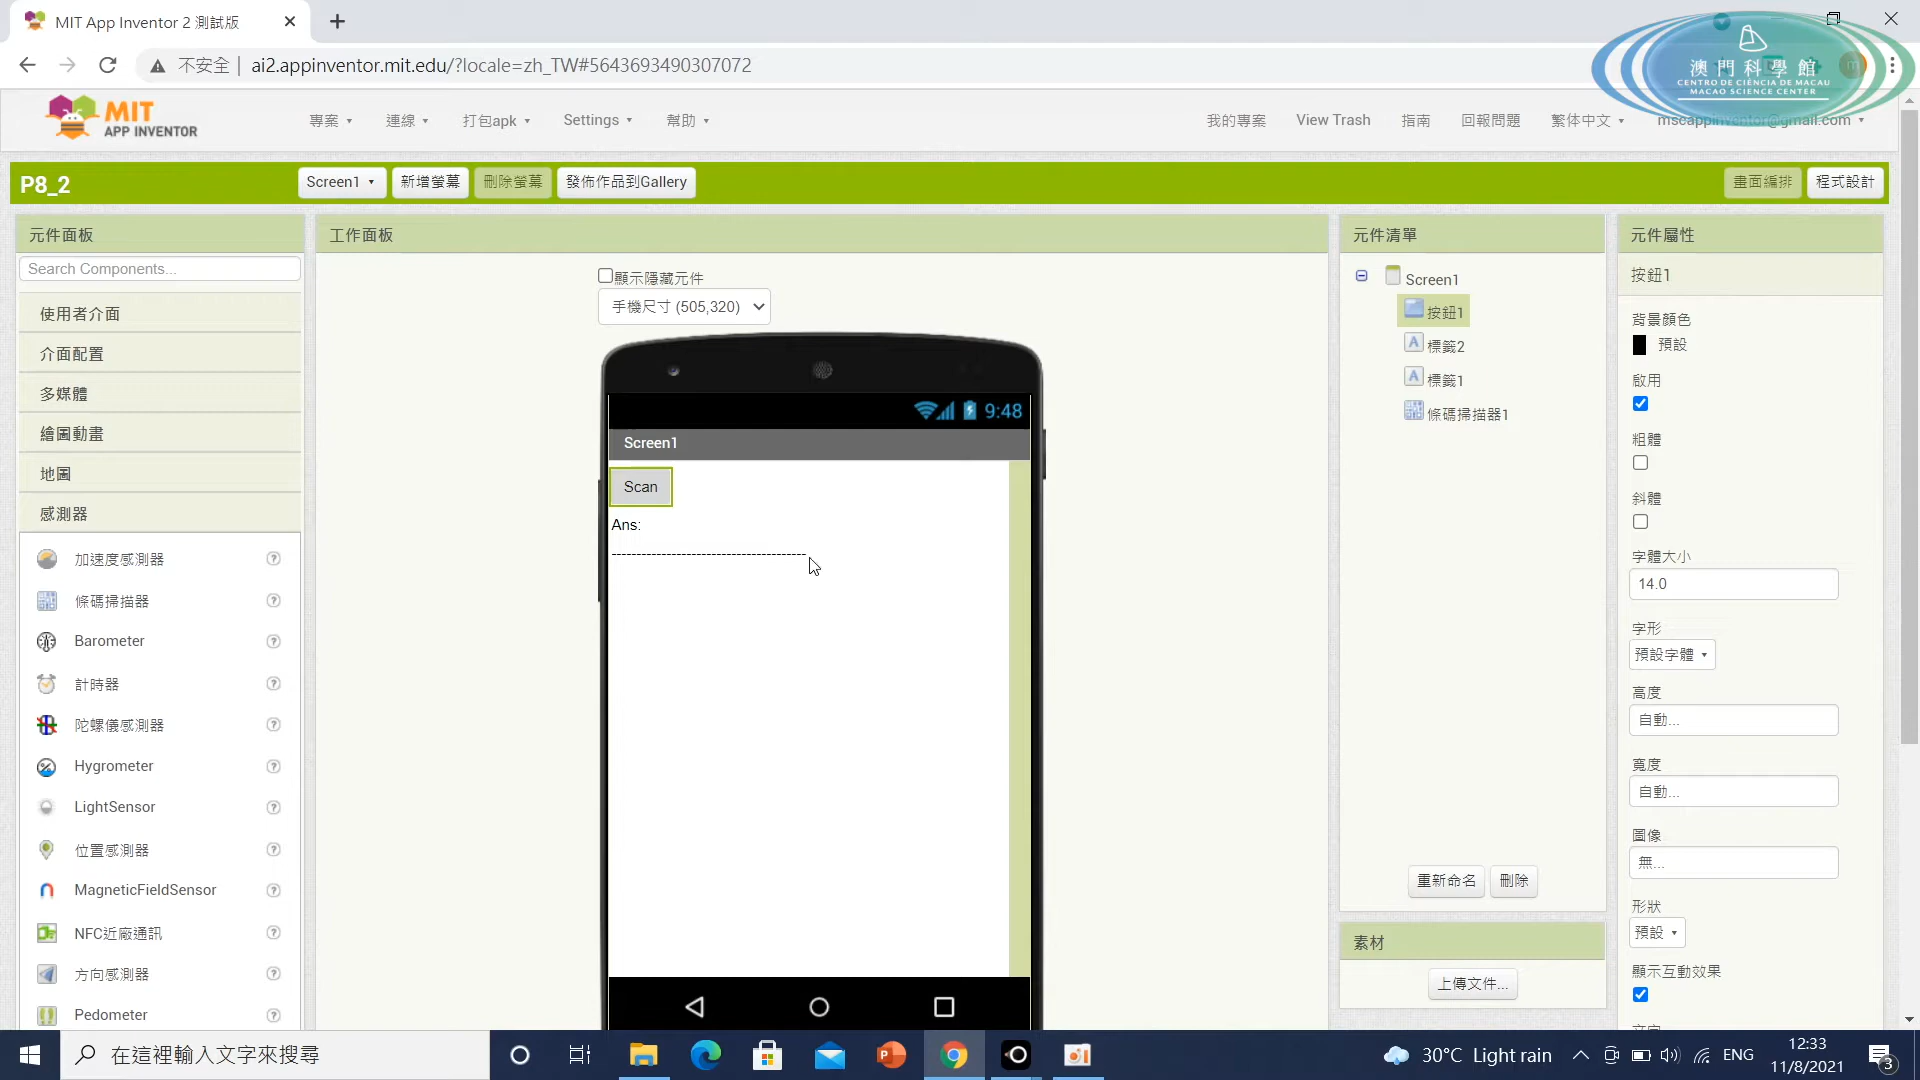 MIT App Inventor 2 測試版
不安全 | ai2.appinventor.mit.edu/?locale=zh_TW#5643693490307072
澳門科學館
CENTRO DE CIÊNCIA DE MACAU
MACAO SCIENCE CENTER
MIT
APP INVENTOR
專案
連線
打包apk
Settings
幫助
我的專案
View Trash
指南
回報問題
繁体中文
mscappinventor@gmail.com
P8_2
Screen1
新增螢幕
刪除螢幕
發佈作品到Gallery
畫面編排
程式設計
元件面板
Search Components...
使用者介面
介面配置
多媒體
繪圖動畫
地圖
感測器
加速度感測器
條碼掃描器
Barometer
計時器
陀螺儀感測器
Hygrometer
LightSensor
位置感測器
MagneticFieldSensor
NFC近廠通訊
方向感測器
Pedometer
工作面板
顯示隱藏元件
手機尺寸 (505,320)
9:48
Screen1
Scan
Ans:
---------------------------------------
元件清單
Screen1
按鈕1
標籤2
標籤1
條碼掃描器1
重新命名
刪除
素材
上傳文件...
元件屬性
按鈕1
背景顏色
預設
啟用
粗體
斜體
字體大小
14.0
字形
預設字體
高度
自動...
寬度
自動...
圖像
無...
形狀
預設
顯示互動效果
在這裡輸入文字來搜尋
30°C Light rain
ENG
12:33
11/8/2021
3